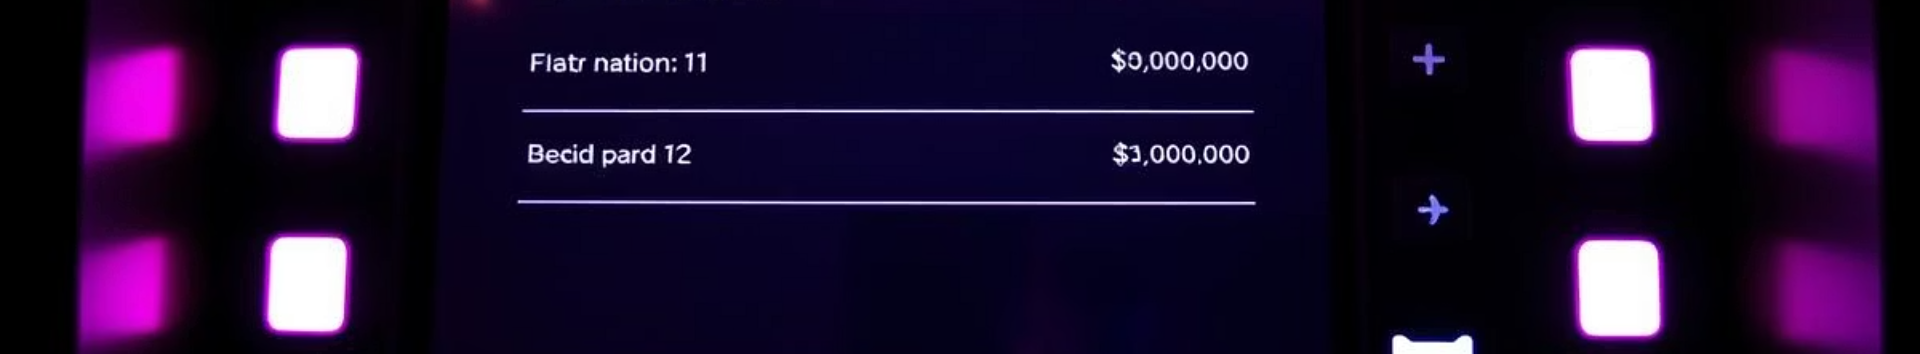 Flatr nation: 11 $0,000,000
Becid pard 12 $3,000,000